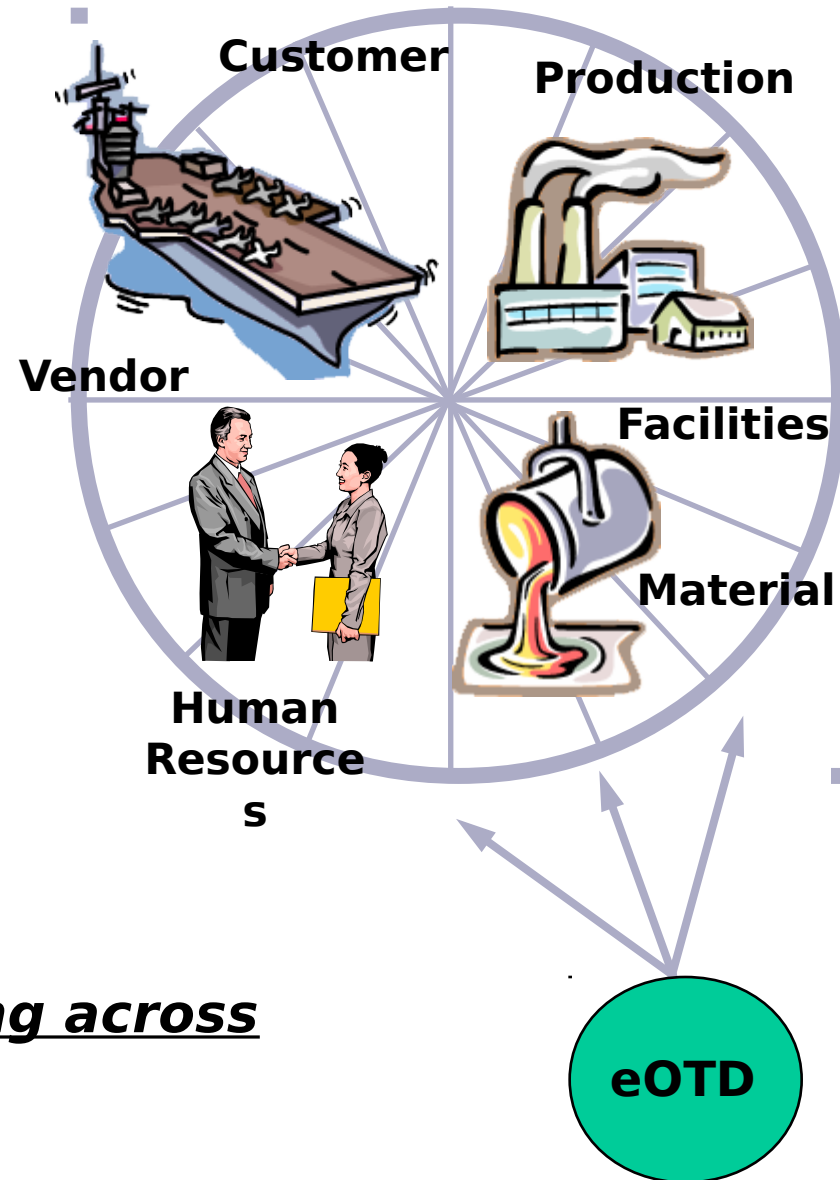 Customer
Production
Vendor
Facilities
Material
Human
Resource
s
g across
eOTD